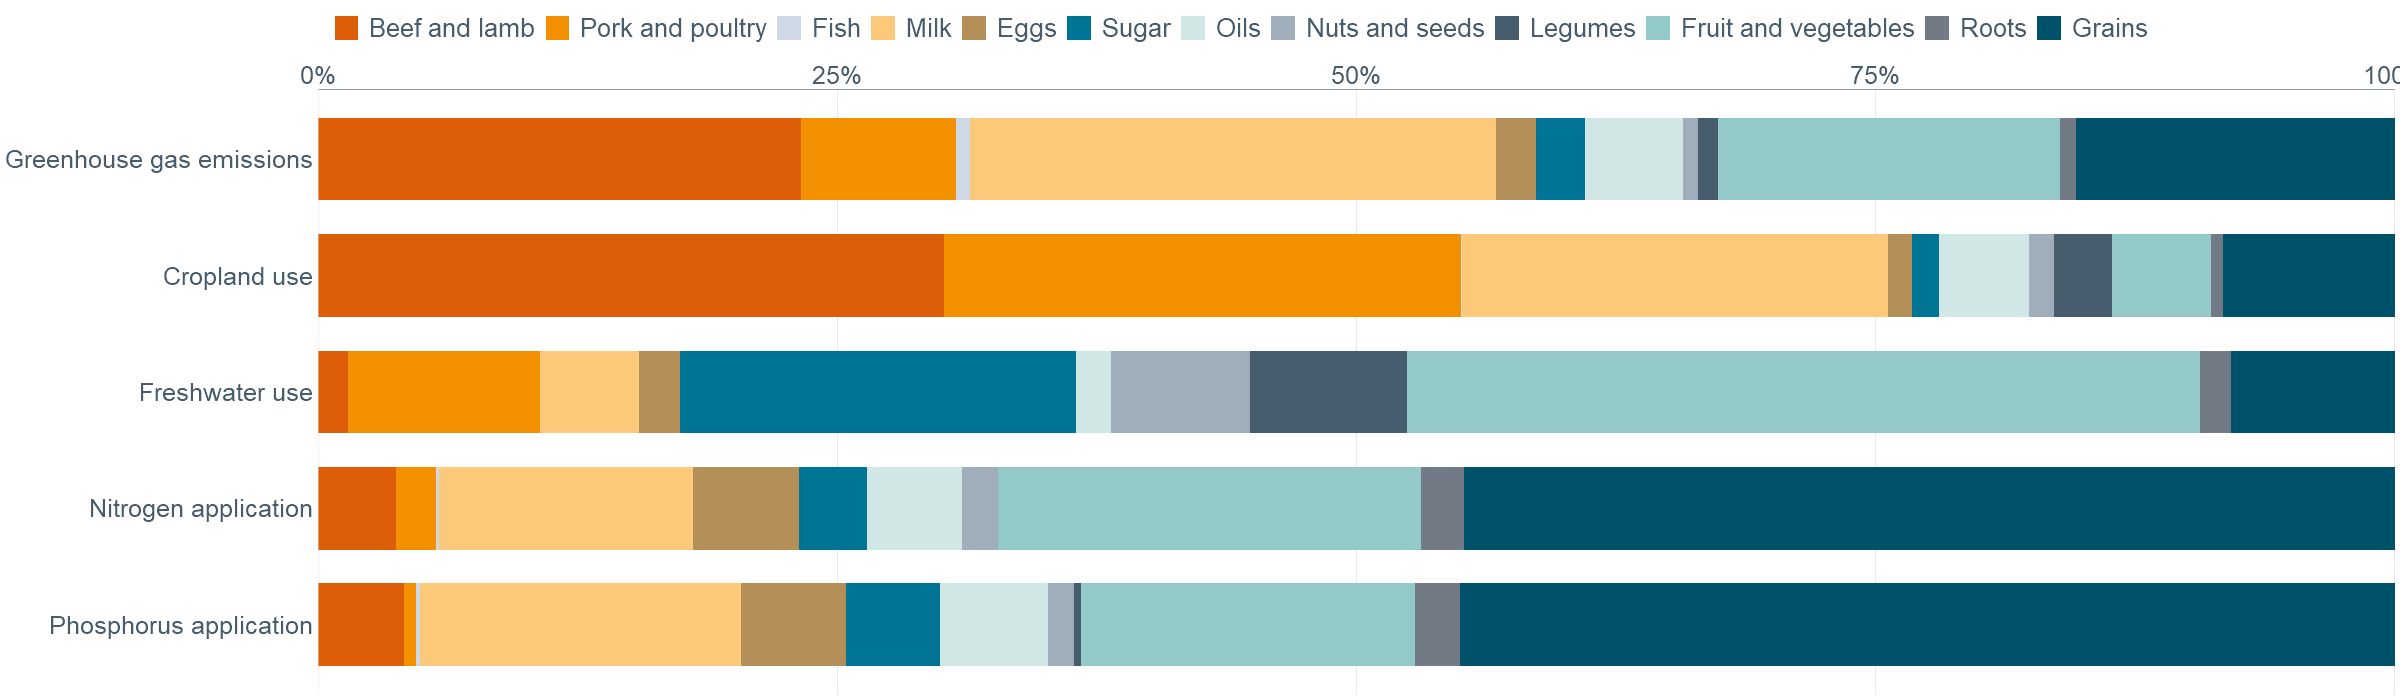 Beef and lamb Pork and poultry Fish Milk Eggs Sugar Oils Nuts and seeds Legumes Fruit and vegetables Roots Grains
0% 25% 50% 75% 100
Greenhouse gas emissions
Cropland use
Freshwater use
Nitrogen application
Phosphorus application